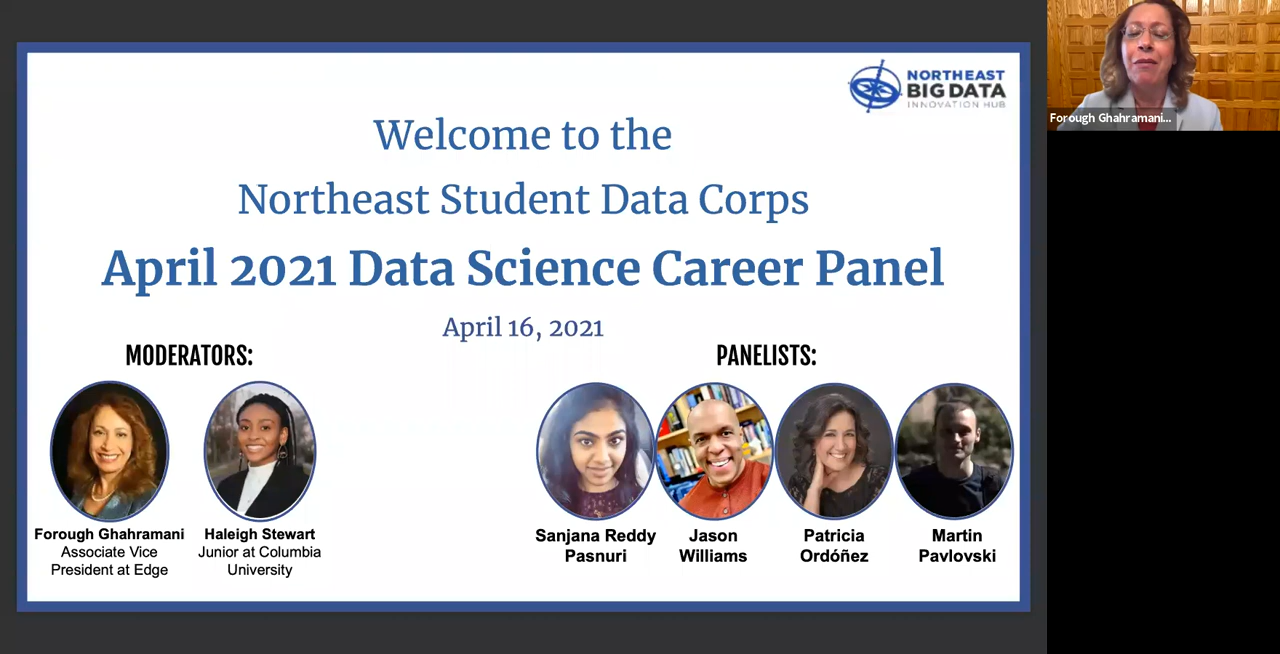 NORTHEAST
BIG DATA
INNOVATION HUB
Welcome to the
Northeast Student Data Corps
April 2021 Data Science Career Panel
April 16, 2021
MODERATORS:
PANELISTS:
Forough Ghahramani
Associate Vice
President at Edge
Haleigh Stewart
Junior at Columbia
University
Sanjana Reddy
Pasnuri
Jason
Williams
Patricia
Ordóñez
Martin
Pavlovski
Forough Ghahramani...